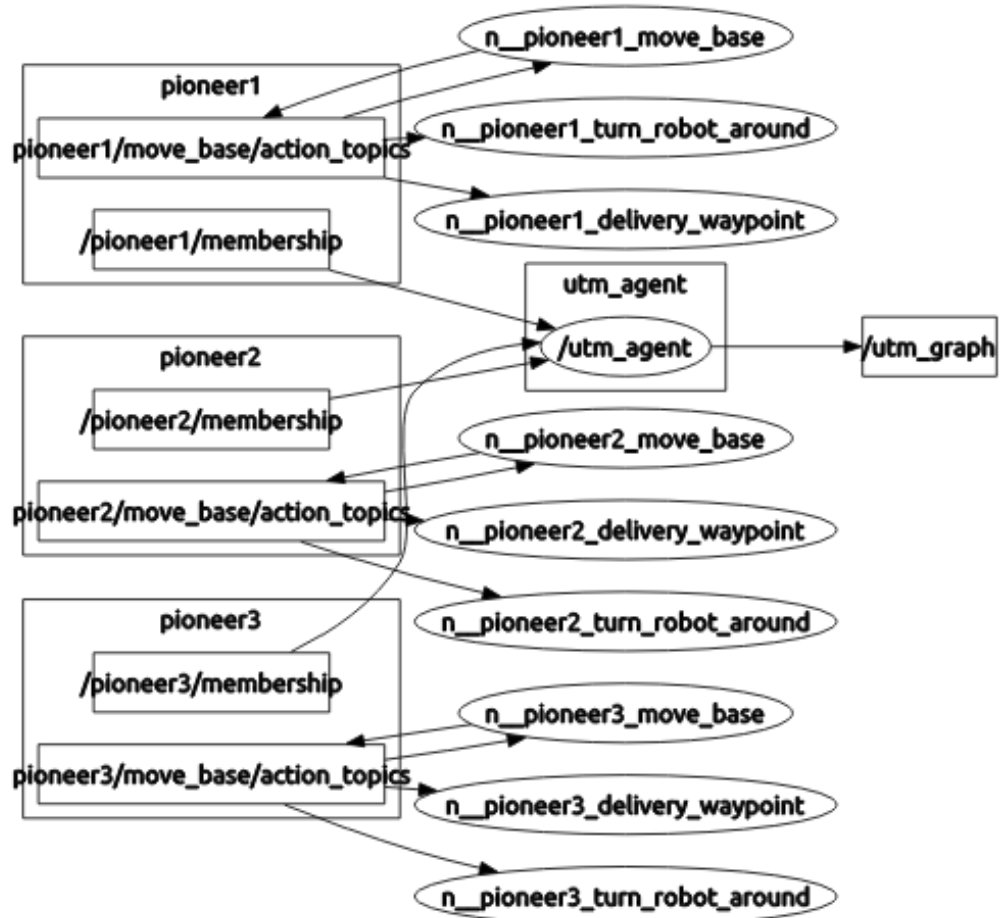 n__pioneer1_move_base
pioneer1
pioneer1/move_base/action_topics
n__pioneer1_turn_robot_around
n__pioneer1_delivery_waypoint
/pioneer1/membership
utm_agent
/utm_agent
/utm_graph
pioneer2
/pioneer2/membership
n__pioneer2_move_base
pioneer2/move_base/action_topics
n__pioneer2_delivery_waypoint
n__pioneer2_turn_robot_around
pioneer3
/pioneer3/membership
n__pioneer3_move_base
pioneer3/move_base/action_topics
n__pioneer3_delivery_waypoint
n__pioneer3_turn_robot_around